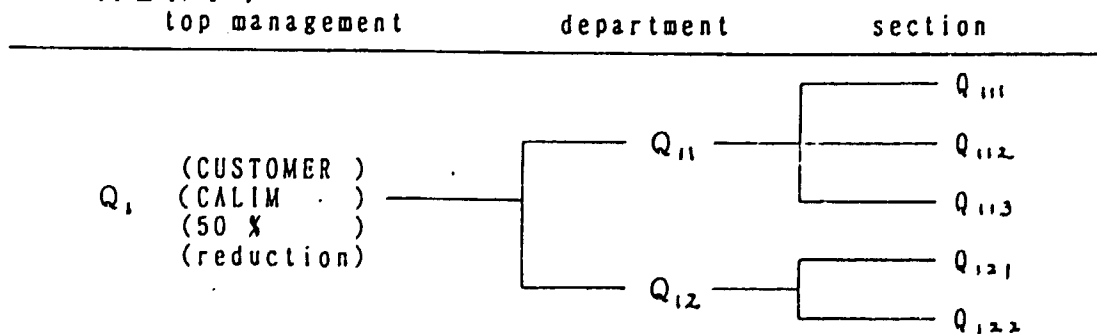 top management department section
Q₁₁₁
Q₁₁ Q₁₁₂
(CUSTOMER )
Q₁ (CALIM )
(50 % )
Q₁₁₃
(reduction)
Q₁₂₁
Q₁₂
Q₁₂₂